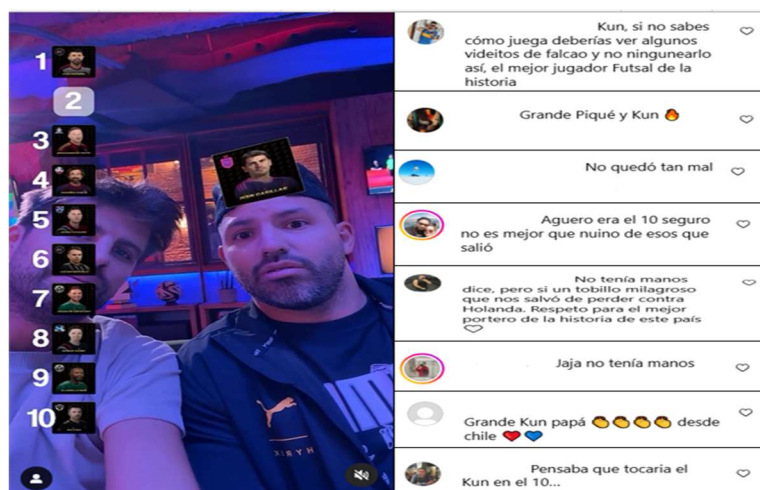 1
2
3
4
5
6
7
8
9
10
IKER CASILLAS
Kun, si no sabes
cómo juega deberías ver algunos
videitos de falcao y no ningunearlo
así, el mejor jugador Futsal de la
historia
Grande Piqué y Kun 🔥
No quedó tan mal
Aguero era el 10 seguro
no es mejor que nuino de esos que
salió
No tenía manos
dice, pero si un tobillo milagroso
que nos salvó de perder contra
Holanda. Respeto para el mejor
portero de la historia de este país
🤍
Jaja no tenía manos
Grande Kun papá 👏👏👏👏 desde
chile ❤️💙
Pensaba que tocaria el
Kun en el 10...